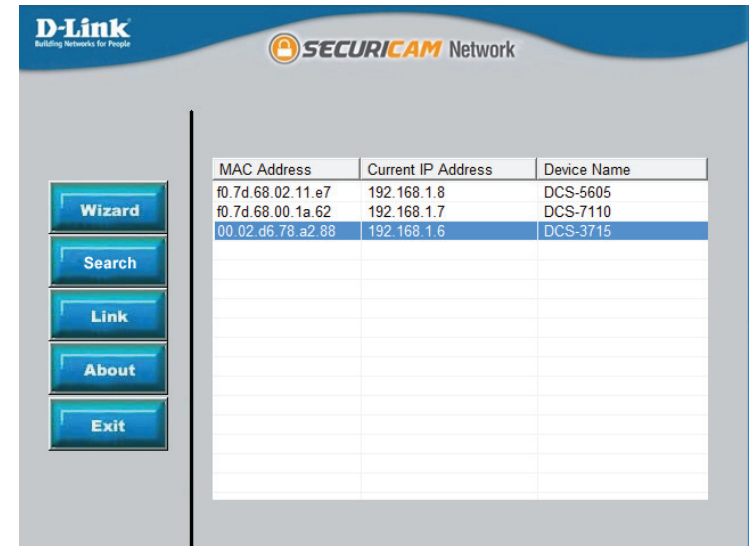 D-Link
Building Networks for People
SECURICAM Network
MAC Address Current IP Address Device Name
f0.7d.68.02.11.e7 192.168.1.8 DCS-5605
f0.7d.68.00.1a.62 192.168.1.7 DCS-7110
00.02.d6.78.a2.88 192.168.1.6 DCS-3715
Wizard
Search
Link
About
Exit